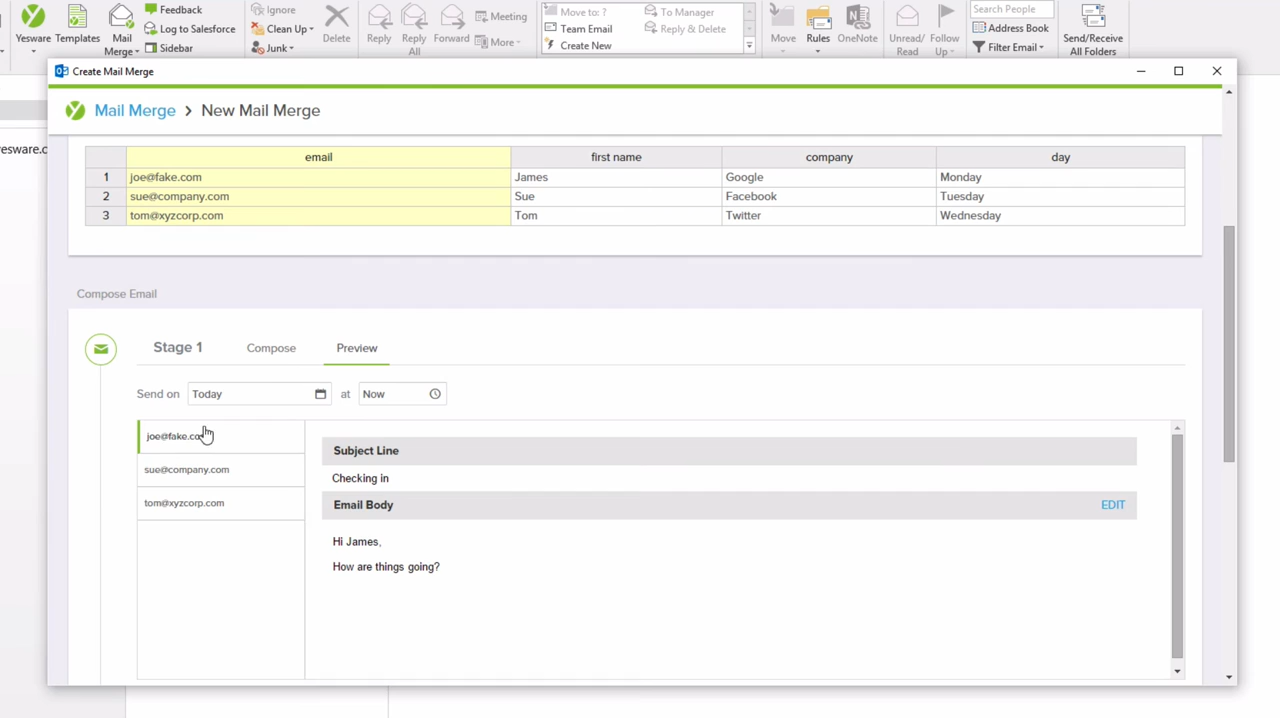 Yesware
Templates
Mail
Merge
Feedback
Log to Salesforce
Sidebar
Ignore
Clean Up
Junk
Delete
Reply
Reply
All
Forward
Meeting
More
Move to: ?
Team Email
Create New
To Manager
Reply & Delete
Move
Rules
OneNote
Unread/
Read
Follow
Up
Search People
Address Book
Filter Email
Send/Receive
All Folders
Create Mail Merge
Mail Merge > New Mail Merge
esware.c
email first name company day
1 joe@fake.com James Google Monday
2 sue@company.com Sue Facebook Tuesday
3 tom@xyzcorp.com Tom Twitter Wednesday
Compose Email
Stage 1 Compose Preview
Send on Today at Now
joe@fake.co
sue@company.com
tom@xyzcorp.com
Subject Line
Checking in
Email Body EDIT
Hi James,
How are things going?